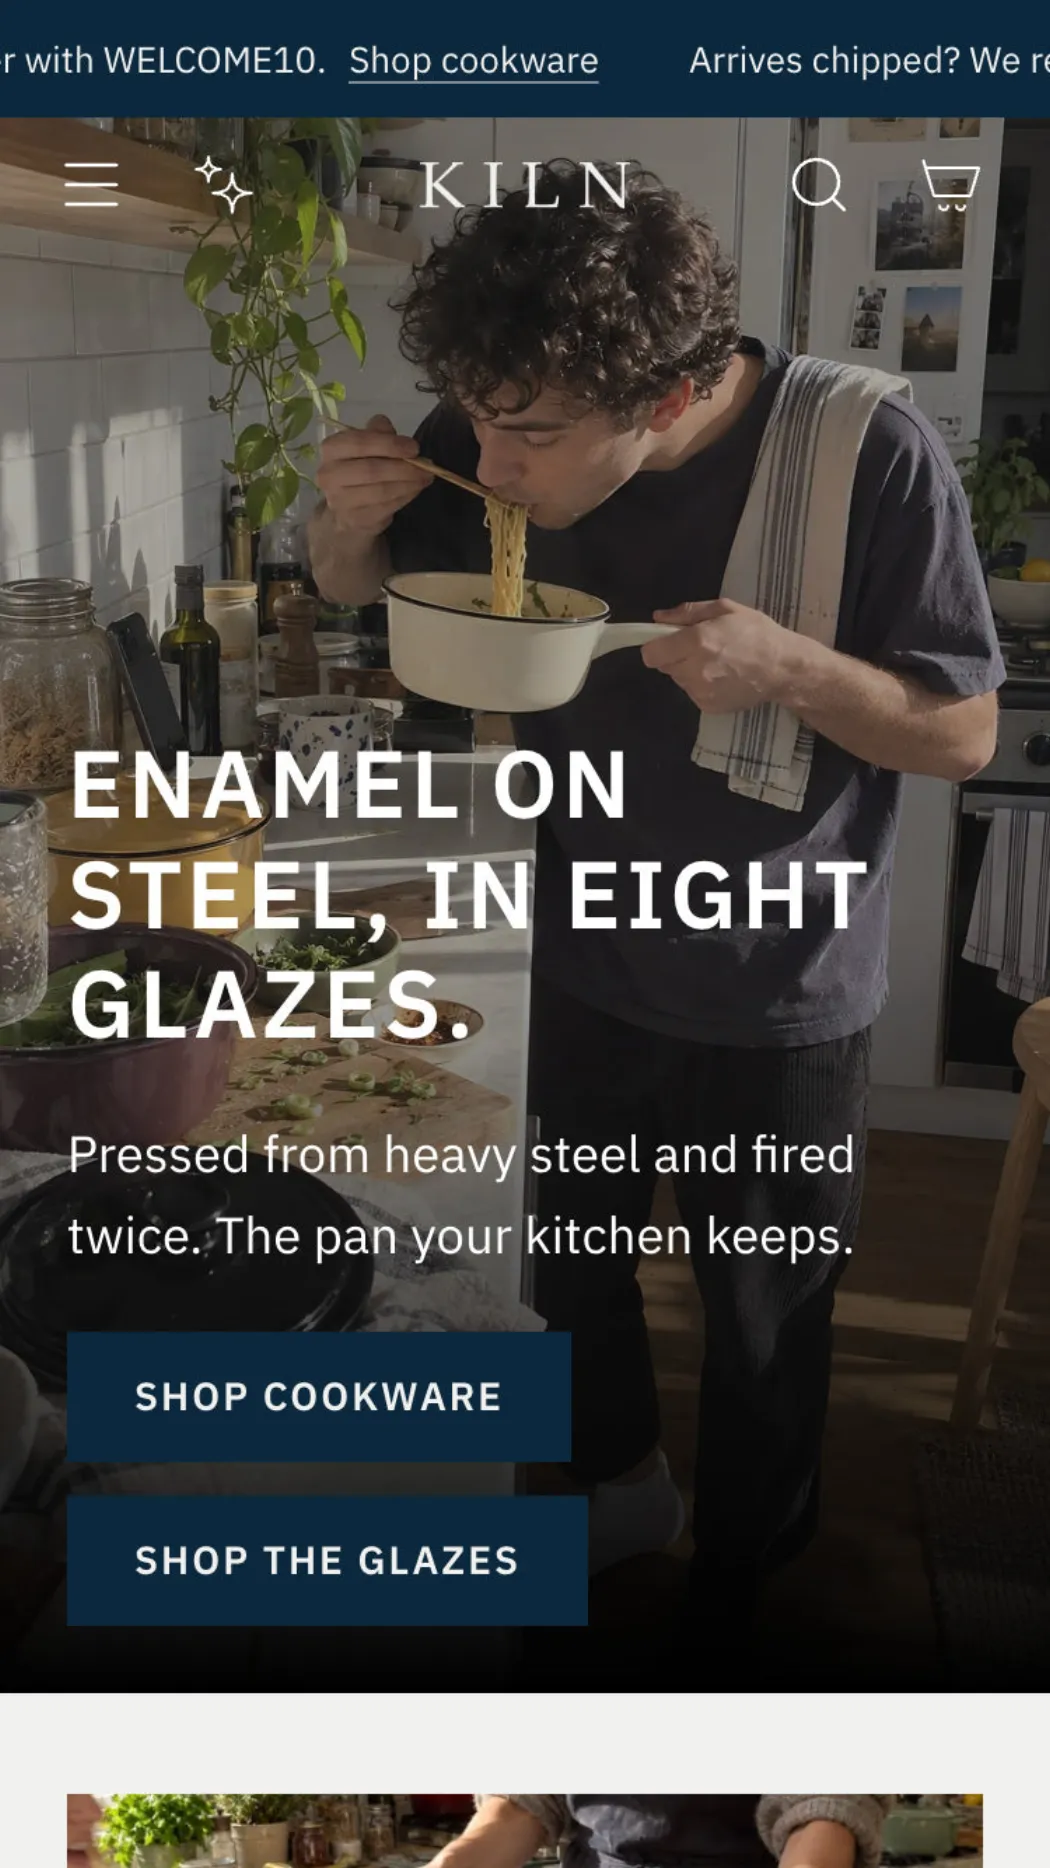 r with WELCOME10. Shop cookware Arrives chipped? We re
KILN
ENAMEL ON
STEEL, IN EIGHT
GLAZES.
Pressed from heavy steel and fired
twice. The pan your kitchen keeps.
SHOP COOKWARE
SHOP THE GLAZES